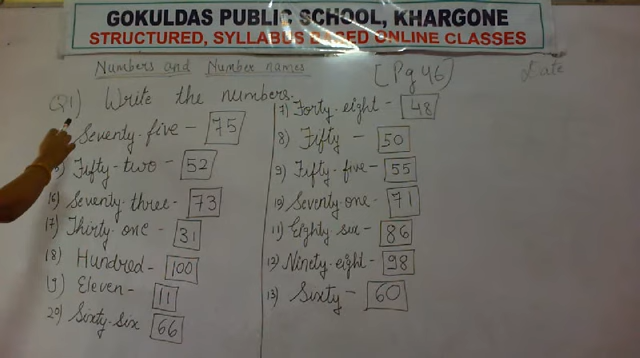 GOKULDAS PUBLIC SCHOOL, KHARGONE
STRUCTURED, SYLLABUS BASED ONLINE CLASSES
Numbers and Number names
[Pg 46)
Date
Q1) Write the numbers.
Seventy-five - 75
Fifty-two - 52
16) Seventy-three - 73
17) Thirty-one - 31
18) Hundred - 100
Eleven - 11
20) Sixty-six 66
7) Forty-eight - 48
8) Fifty - 50
9) Fifty-five - 55
10) Seventy-one - 71
11) Eighty six - 86
12) Ninety-eight - 98
13) Sixty - 60